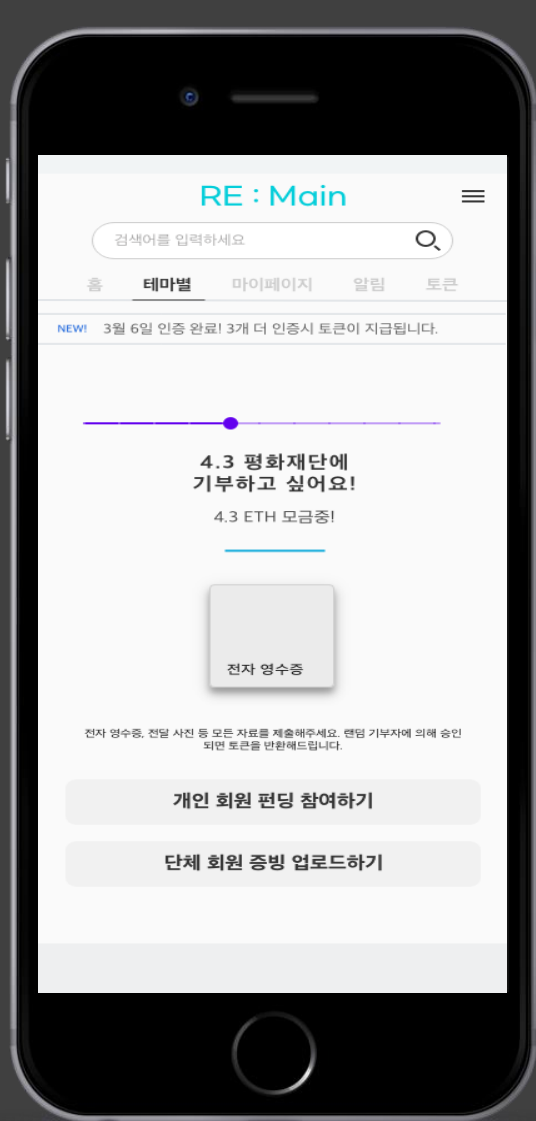 RE : Main
검색어를 입력하세요
홈 테마별 마이페이지 알림 토큰
NEW! 3월 6일 인증 완료! 3개 더 인증시 토큰이 지급됩니다.
4.3 평화재단에
기부하고 싶어요!
4.3 ETH 모금중!
전자 영수증
전자 영수증, 전달 사진 등 모든 자료를 제출해주세요. 랜덤 기부자에 의해 승인
되면 토큰을 반환해드립니다.
개인 회원 펀딩 참여하기
단체 회원 증빙 업로드하기